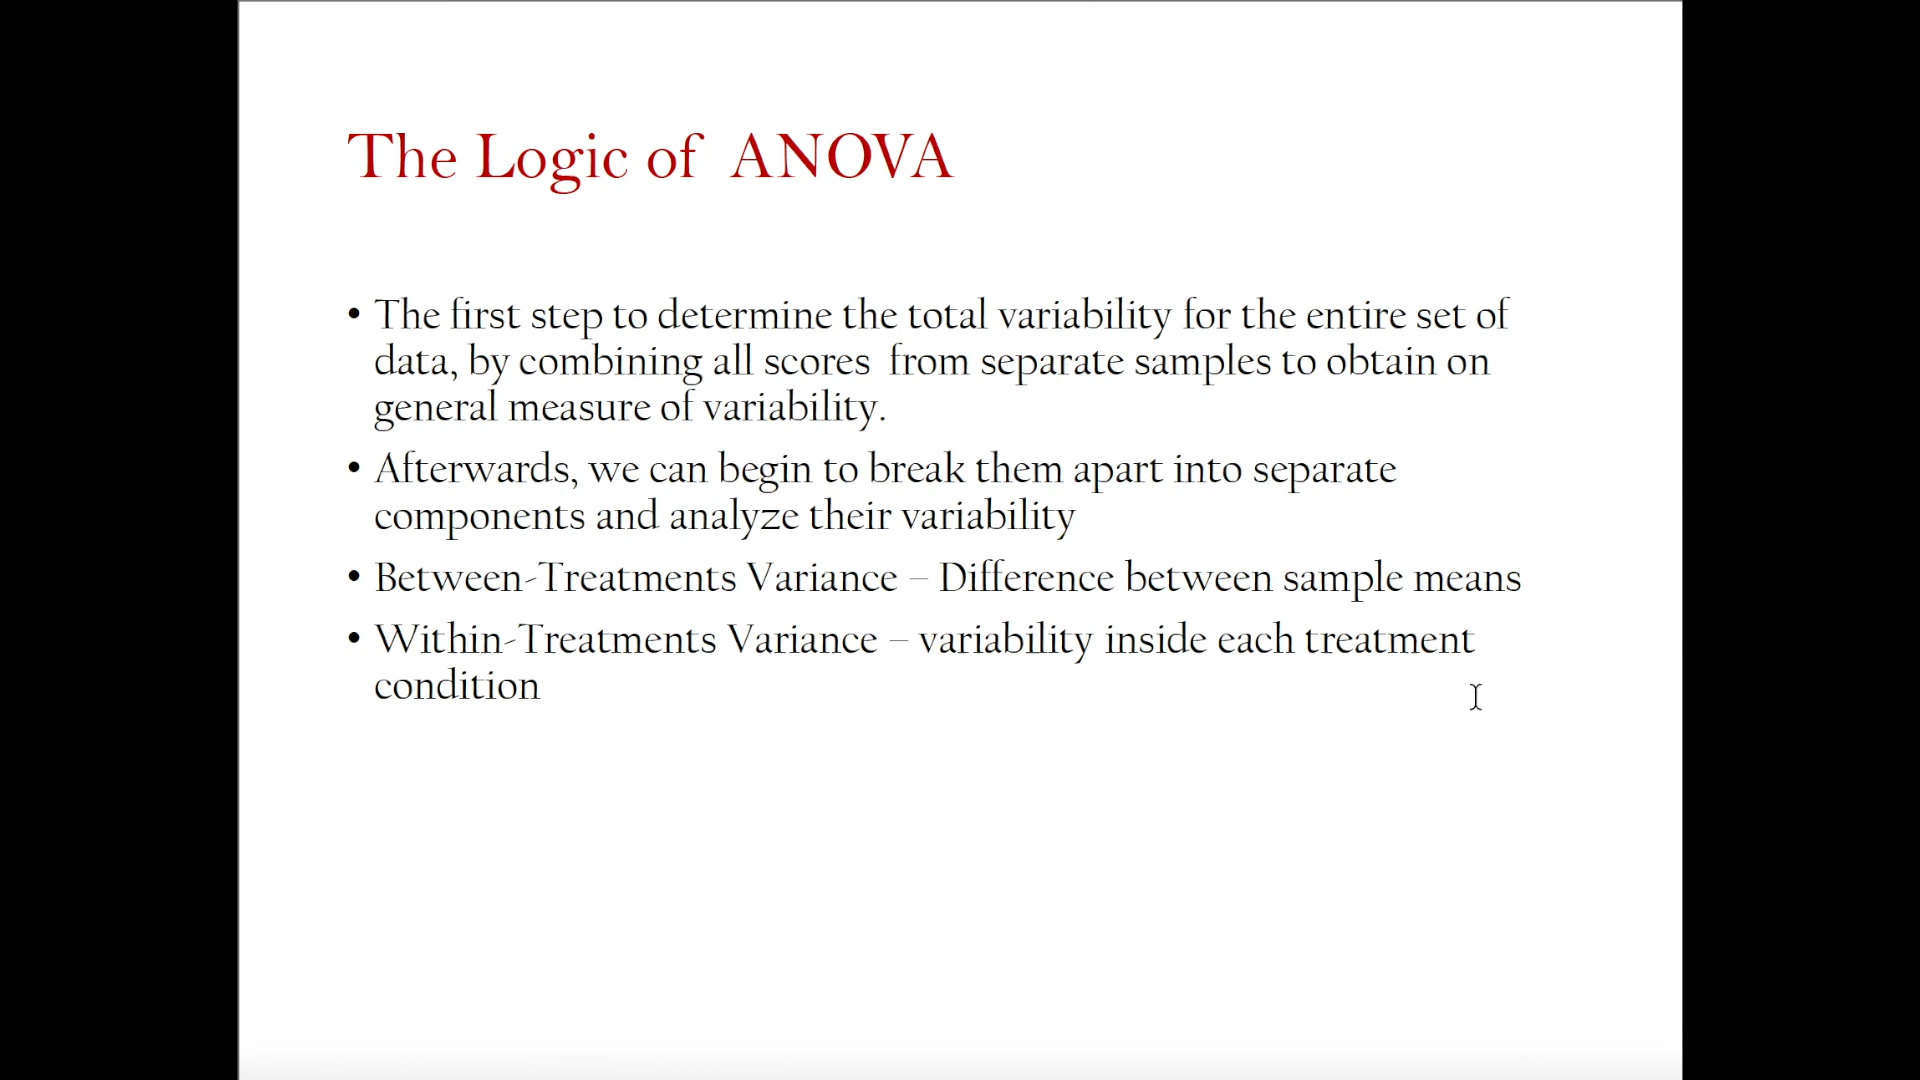 The Logic of ANOVA
• The first step to determine the total variability for the entire set of
data, by combining all scores from separate samples to obtain on
general measure of variability.
• Afterwards, we can begin to break them apart into separate
components and analyze their variability
• Between-Treatments Variance – Difference between sample means
• Within-Treatments Variance – variability inside each treatment
condition